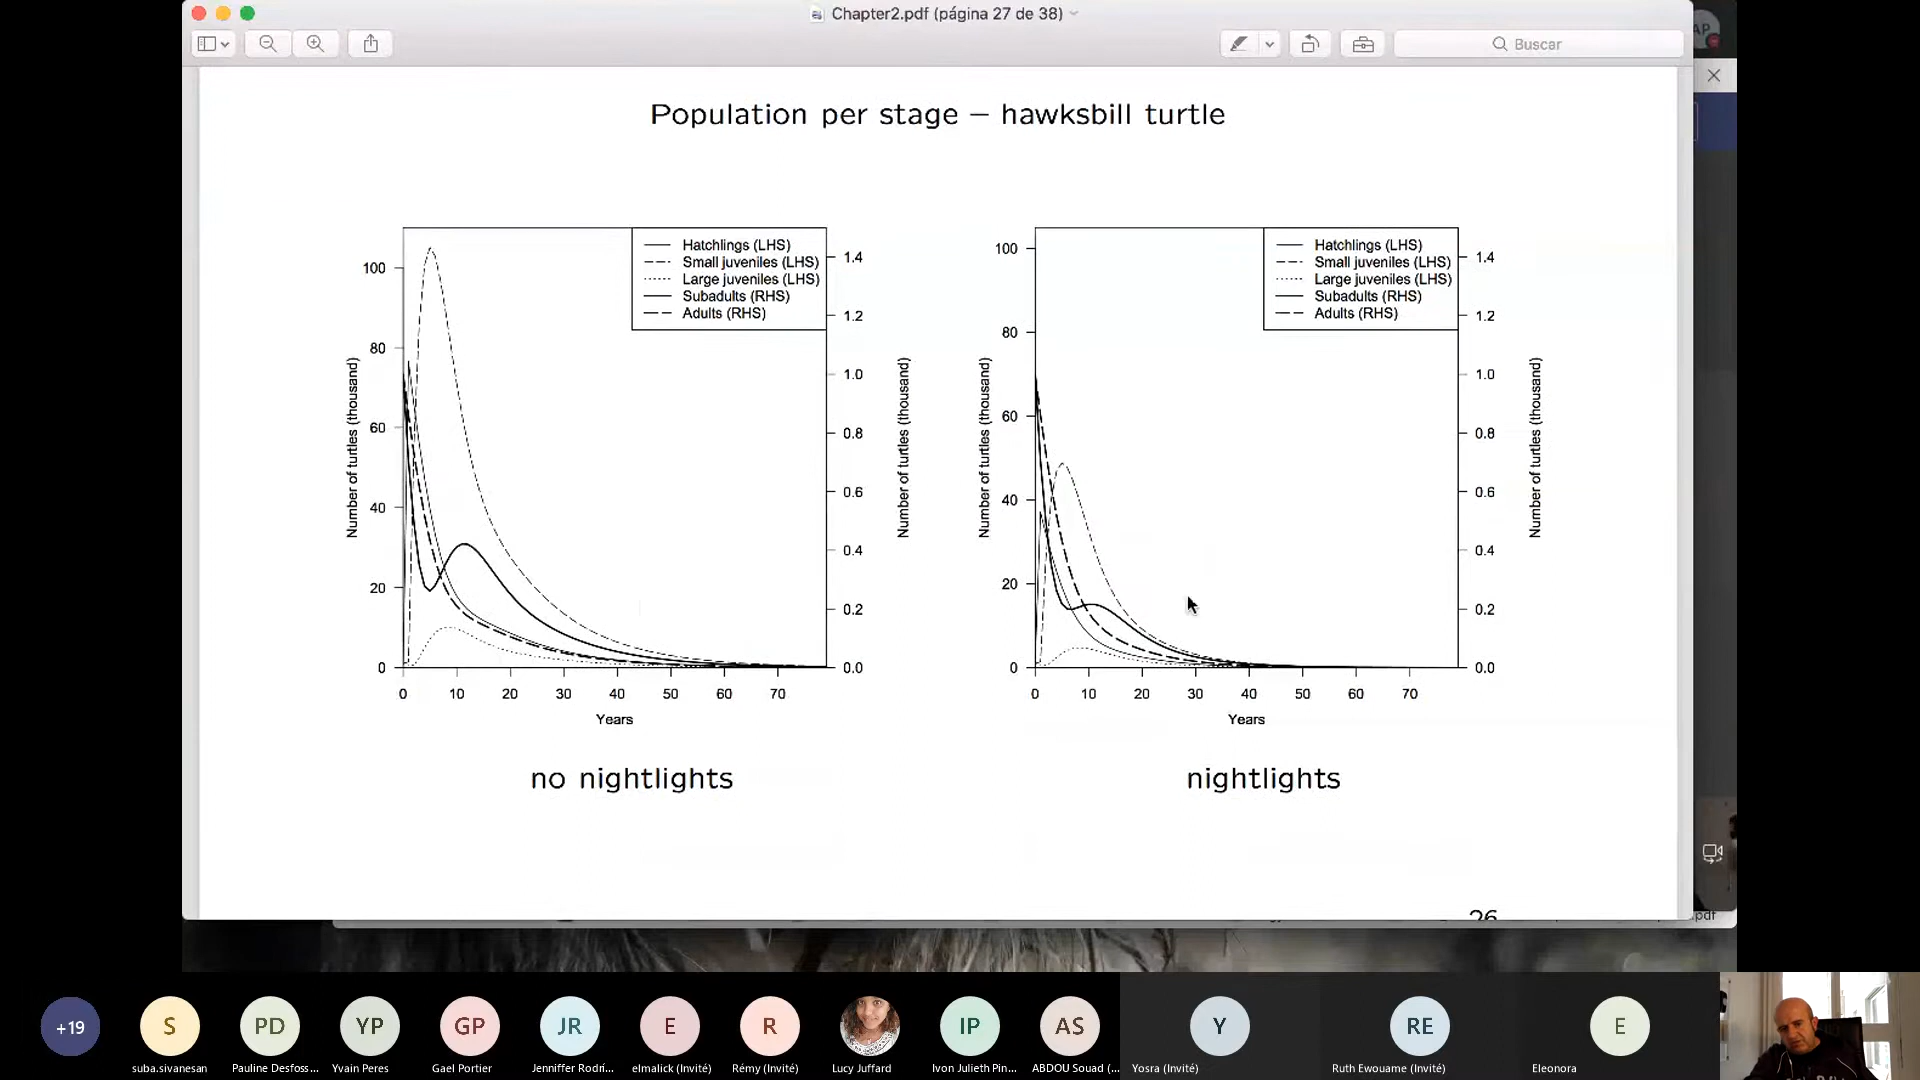 Chapter2.pdf (página 27 de 38)
AP
Buscar
Population per stage – hawksbill turtle
Hatchlings (LHS)
Small juveniles (LHS)
Large juveniles (LHS)
Subadults (RHS)
Adults (RHS)
Number of turtles (thousand)
100
80
60
40
20
0
1.4
1.2
1.0
0.8
0.6
0.4
0.2
0.0
Number of turtles (thousand)
0 10 20 30 40 50 60 70
Years
no nightlights
Hatchlings (LHS)
Small juveniles (LHS)
Large juveniles (LHS)
Subadults (RHS)
Adults (RHS)
Number of turtles (thousand)
100
80
60
40
20
0
1.4
1.2
1.0
0.8
0.6
0.4
0.2
0.0
Number of turtles (thousand)
0 10 20 30 40 50 60 70
Years
nightlights
26
pdf
+19 S PD YP GP JR E R IP AS Y RE E
suba.sivanesan Pauline Desfoss... Yvain Peres Gael Portier Jenniffer Rodrí... elmalick (Invité) Rémy (Invité) Lucy Juffard Ivon Julieth Pin... ABDOU Souad (... Yosra (Invité) Ruth Ewouame (Invité) Eleonora